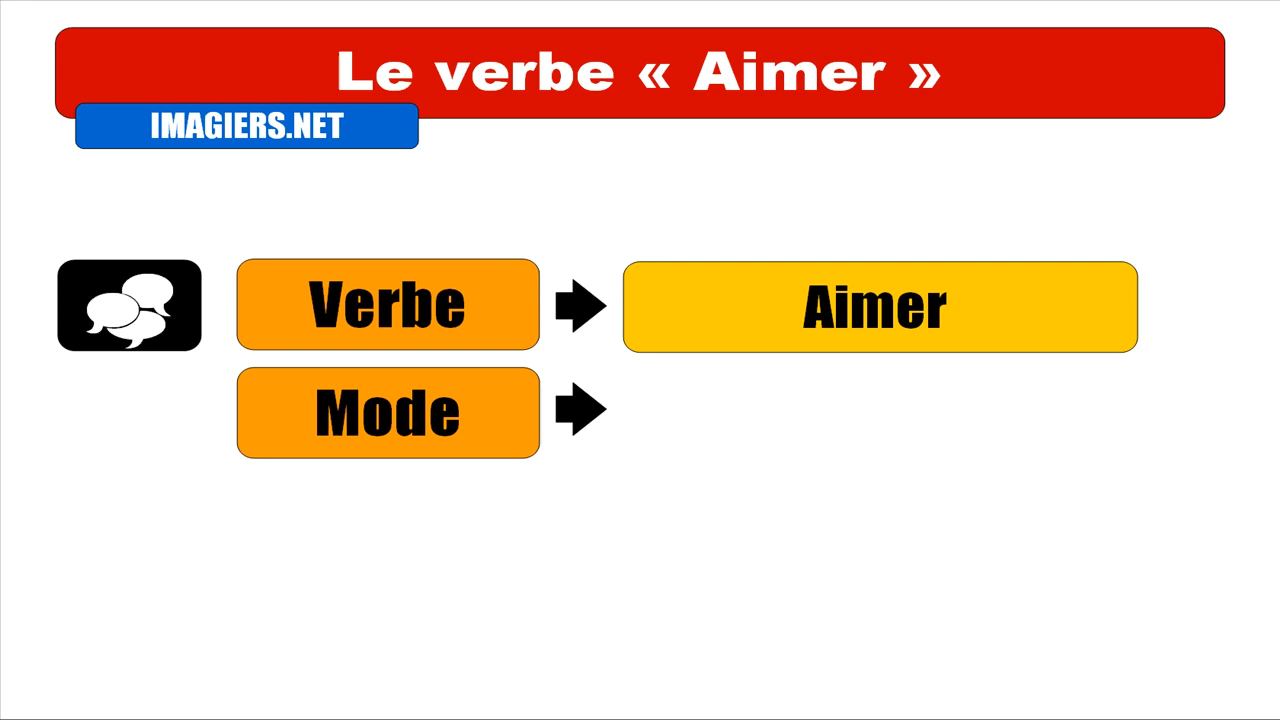 Le verbe « Aimer »
IMAGIERS.NET
Verbe
Aimer
Mode